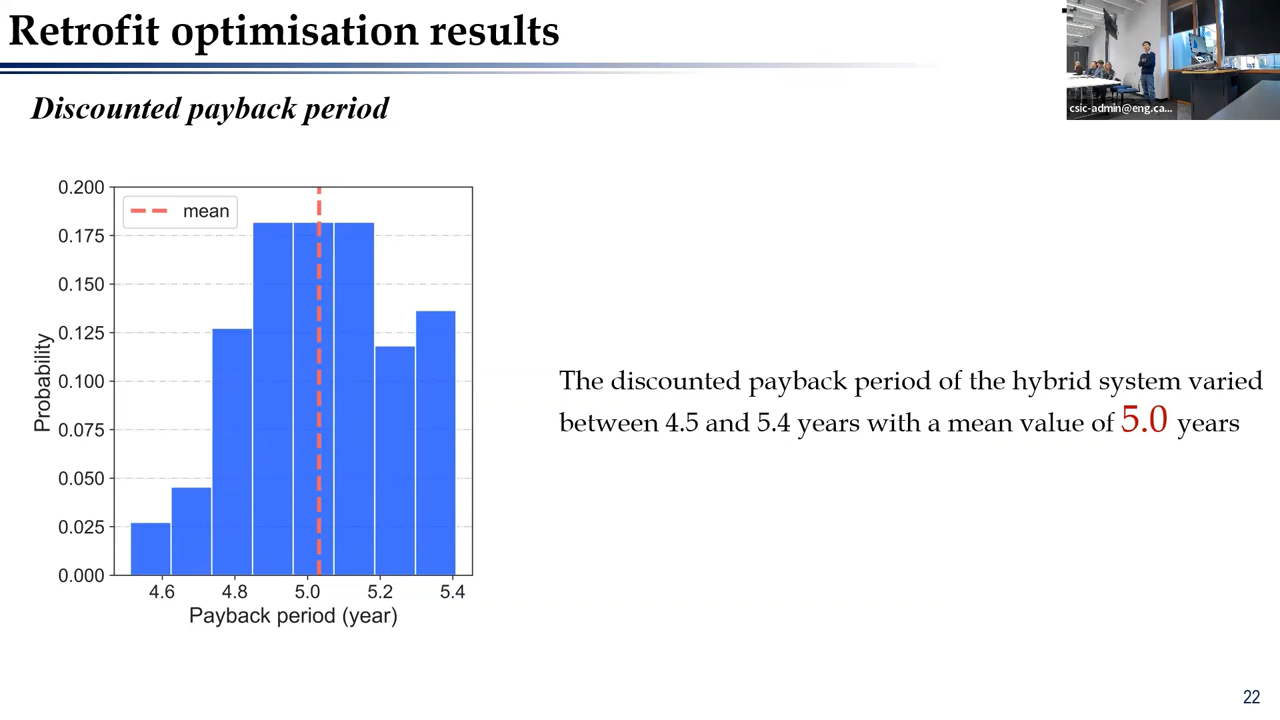 Retrofit optimisation results
csic-admin@eng.ca...
Discounted payback period
0.200
0.175
0.150
0.125
0.100
0.075
0.050
0.025
0.000
Probability
mean
4.6 4.8 5.0 5.2 5.4
Payback period (year)
The discounted payback period of the hybrid system varied
between 4.5 and 5.4 years with a mean value of 5.0 years
22